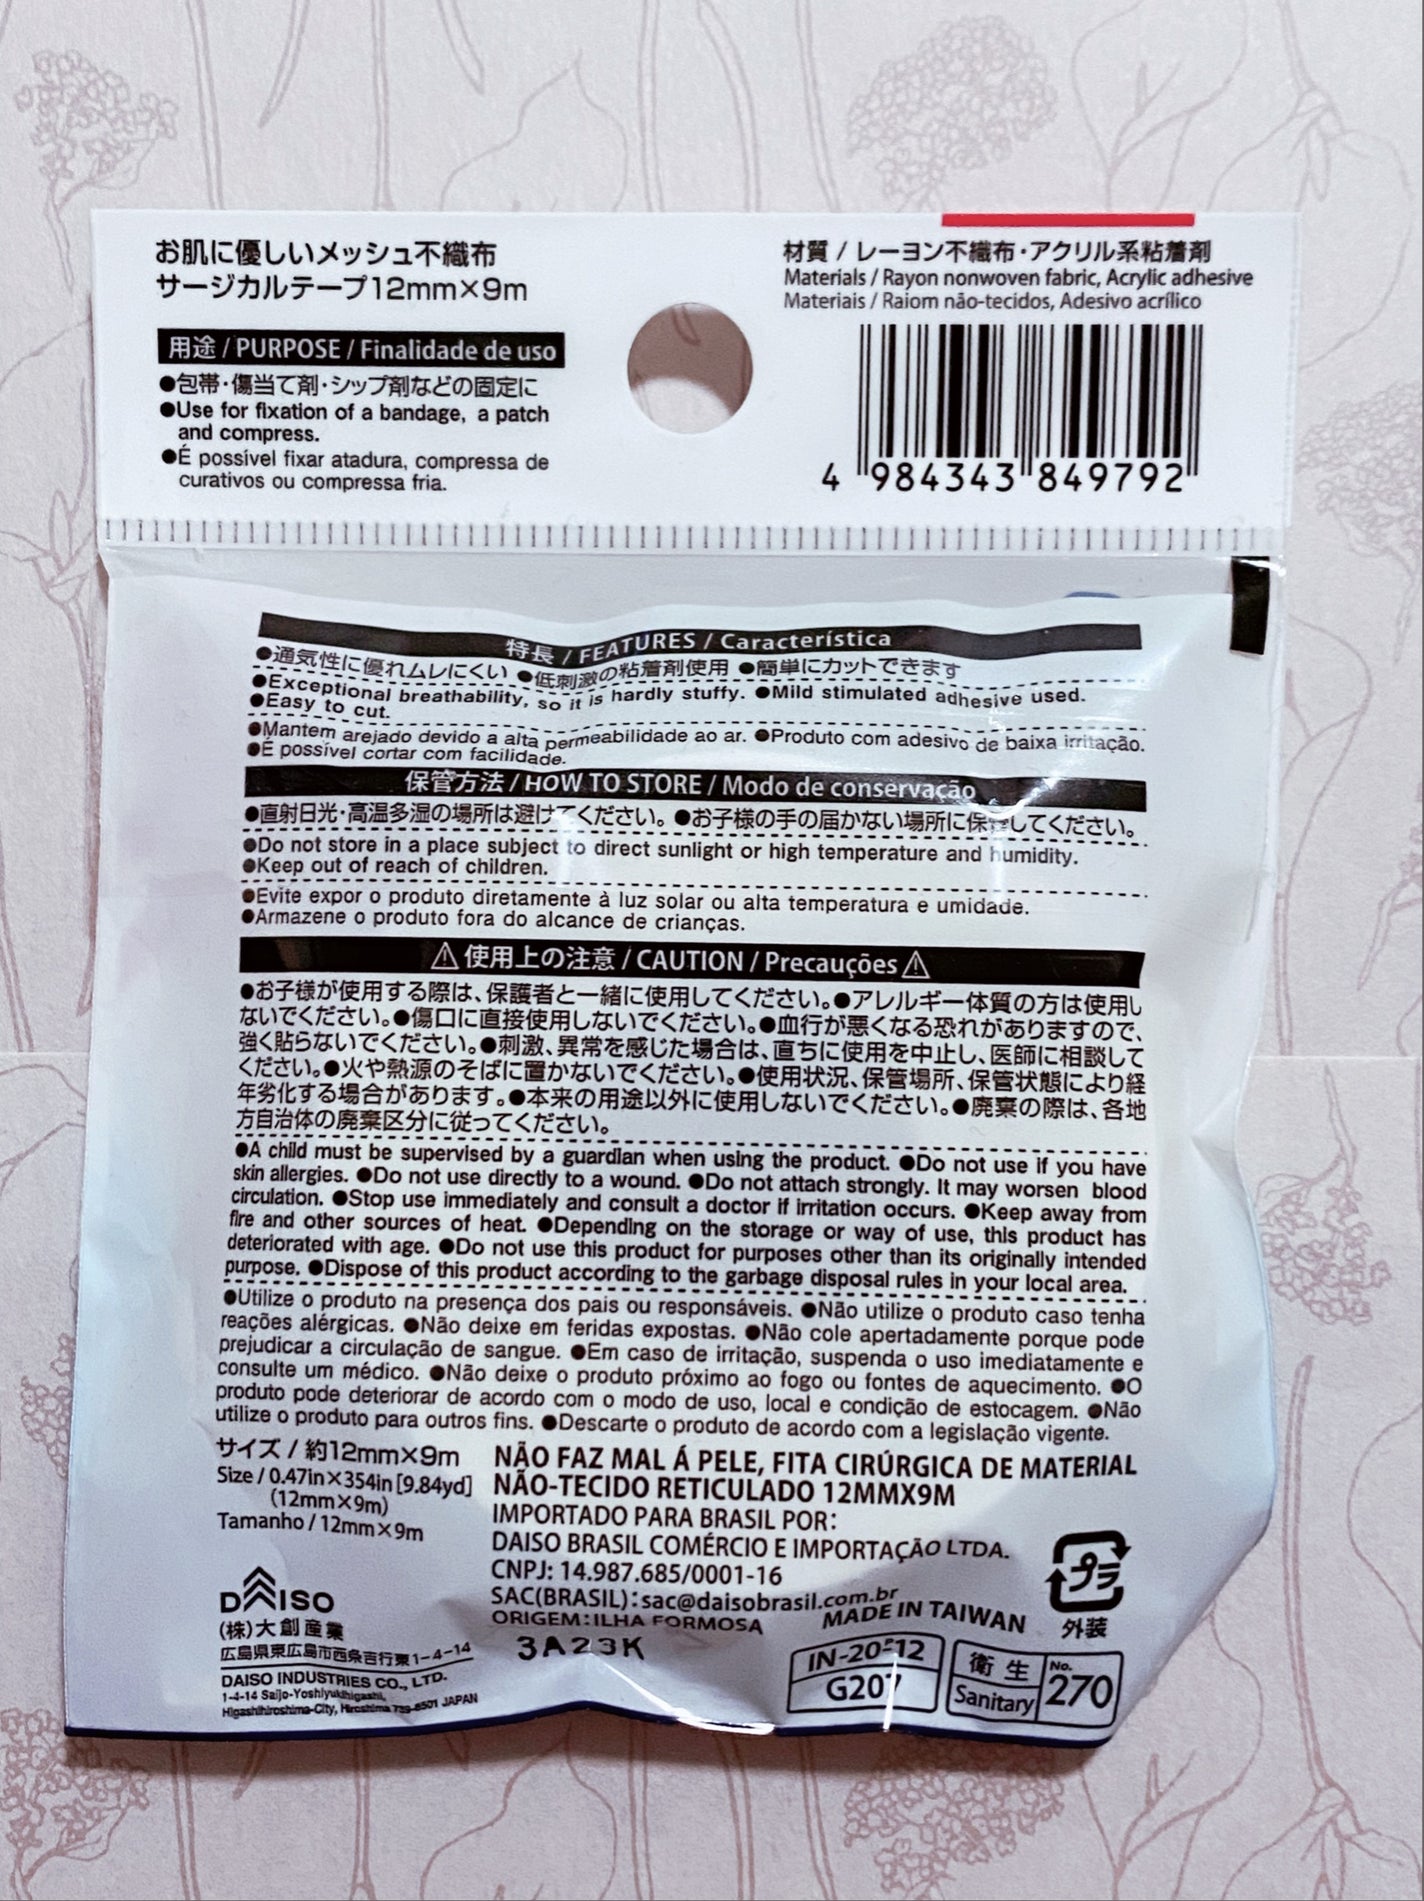 お肌に優しいメッシュ不織布
サージカルテープ12mm×9m
用途 / PURPOSE / Finalidade de uso
●包帯・傷当て剤・シップ剤などの固定に
●Use for fixation of a bandage, a patch
and compress.
●É possível fixar atadura, compressa de
curativos ou compressa fria.
材質 / レーヨン不織布・アクリル系粘着剤
Materials / Rayon nonwoven fabric, Acrylic adhesive
Materiais / Raiom não-tecidos, Adesivo acrílico
4 984343 849792
特長 / FEATURES / Característica
●通気性に優れムレにくい ●低刺激の粘着剤使用 ●簡単にカットできます
●Exceptional breathability, so it is hardly stuffy. ●Mild stimulated adhesive used.
●Easy to cut.
●Mantem arejado devido a alta permeabilidade ao ar. ●Produto com adesivo de baixa irritação.
●É possível cortar com facilidade.
保管方法 / HOW TO STORE / Modo de conservação
●直射日光・高温多湿の場所は避けてください。●お子様の手の届かない場所に保管してください。
●Do not store in a place subject to direct sunlight or high temperature and humidity.
●Keep out of reach of children.
●Evite expor o produto diretamente à luz solar ou alta temperatura e umidade.
●Armazene o produto fora do alcance de crianças.
⚠使用上の注意 / CAUTION / Precauções⚠
●お子様が使用する際は、保護者と一緒に使用してください。●アレルギー体質の方は使用し
ないでください。●傷口に直接使用しないでください。●血行が悪くなる恐れがありますので、
強く貼らないでください。●刺激、異常を感じた場合は、直ちに使用を中止し、医師に相談して
ください。●火や熱源のそばに置かないでください。●使用状況、保管場所、保管状態により経
年劣化する場合があります。●本来の用途以外に使用しないでください。●廃棄の際は、各地
方自治体の廃棄区分に従ってください。
●A child must be supervised by a guardian when using the product. ●Do not use if you have
skin allergies. ●Do not use directly to a wound. ●Do not attach strongly. It may worsen blood
circulation. ●Stop use immediately and consult a doctor if irritation occurs. ●Keep away from
fire and other sources of heat. ●Depending on the storage or way of use, this product has
deteriorated with age. ●Do not use this product for purposes other than its originally intended
purpose. ●Dispose of this product according to the garbage disposal rules in your local area.
●Utilize o produto na presença dos pais ou responsáveis. ●Não utilize o produto caso tenha
reações alérgicas. ●Não deixe em feridas expostas. ●Não cole apertadamente porque pode
prejudicar a circulação de sangue. ●Em caso de irritação, suspenda o uso imediatamente e
consulte um médico. ●Não deixe o produto próximo ao fogo ou fontes de aquecimento. ●O
produto pode deteriorar de acordo com o modo de uso, local e condição de estocagem. ●Não
utilize o produto para outros fins. ●Descarte o produto de acordo com a legislação vigente.
サイズ / 約12mm×9m
Size / 0.47in×354in [9.84yd]
(12mm×9m)
Tamanho / 12mm×9m
NÃO FAZ MAL Á PELE, FITA CIRÚRGICA DE MATERIAL
NÃO-TECIDO RETICULADO 12MMX9M
IMPORTADO PARA BRASIL POR:
DAISO BRASIL COMÉRCIO E IMPORTAÇÃO LTDA.
CNPJ: 14.987.685/0001-16
SAC(BRASIL):sac@daisobrasil.com.br
ORIGEM:ILHA FORMOSA
MADE IN TAIWAN
3A23K
プラ
外装
DAISO
(株)大創産業
広島県東広島市西条吉行東1-4-14
DAISO INDUSTRIES CO., LTD.
1-4-14 Saijo-Yoshiyukihigashi,
Higashihiroshima-City, Hiroshima 739-8501 JAPAN
IN-20-12
G207
衛生
Sanitary
No.
270